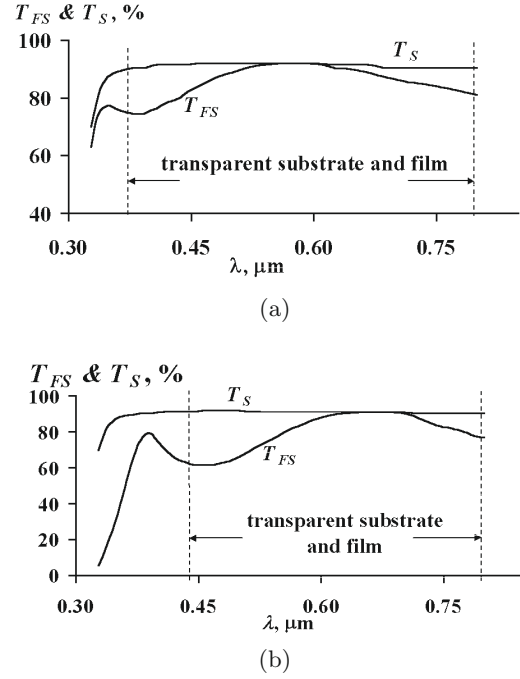 T_FS & T_S, %
100
80
60
40
T_S
T_FS
transparent substrate and film
0.30 0.45 0.60 0.75
λ, μm
(a)
T_FS & T_S, %
100
80
60
40
20
0
T_S
T_FS
transparent substrate
and film
0.30 0.45 0.60 0.75
λ, μm
(b)